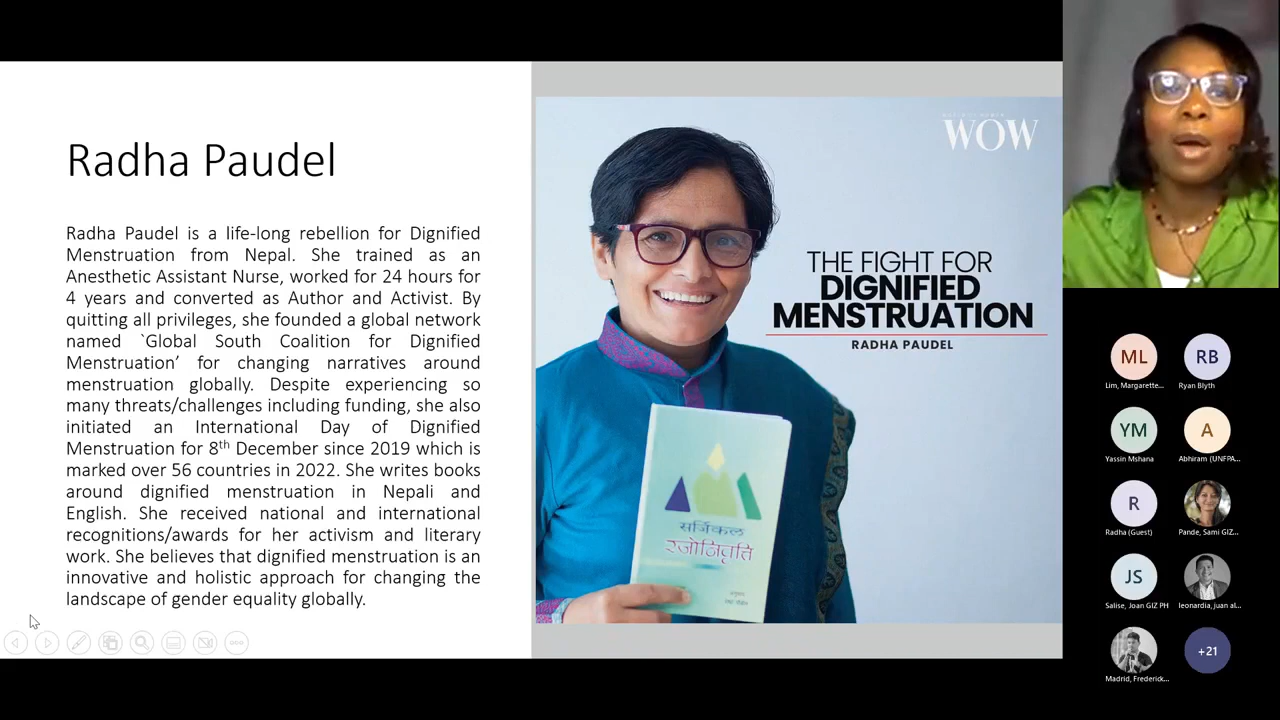 Radha Paudel
Radha Paudel is a life-long rebellion for Dignified
Menstruation from Nepal. She trained as an
Anesthetic Assistant Nurse, worked for 24 hours for
4 years and converted as Author and Activist. By
quitting all privileges, she founded a global network
named `Global South Coalition for Dignified
Menstruation’ for changing narratives around
menstruation globally. Despite experiencing so
many threats/challenges including funding, she also
initiated an International Day of Dignified
Menstruation for 8th December since 2019 which is
marked over 56 countries in 2022. She writes books
around dignified menstruation in Nepali and
English. She received national and international
recognitions/awards for her activism and literary
work. She believes that dignified menstruation is an
innovative and holistic approach for changing the
landscape of gender equality globally.
WOW
THE FIGHT FOR
DIGNIFIED
MENSTRUATION
RADHA PAUDEL
सर्जिकल
ML
RB
Lim, Margarette...
Ryan Blyth
YM
A
Yassin Mshana
Abhiram (UNFPA...
R
Radha (Guest)
Pande, Sami GIZ...
JS
Salise, Joan GIZ PH
leonardia, juan al...
Madrid, Frederick...
+21